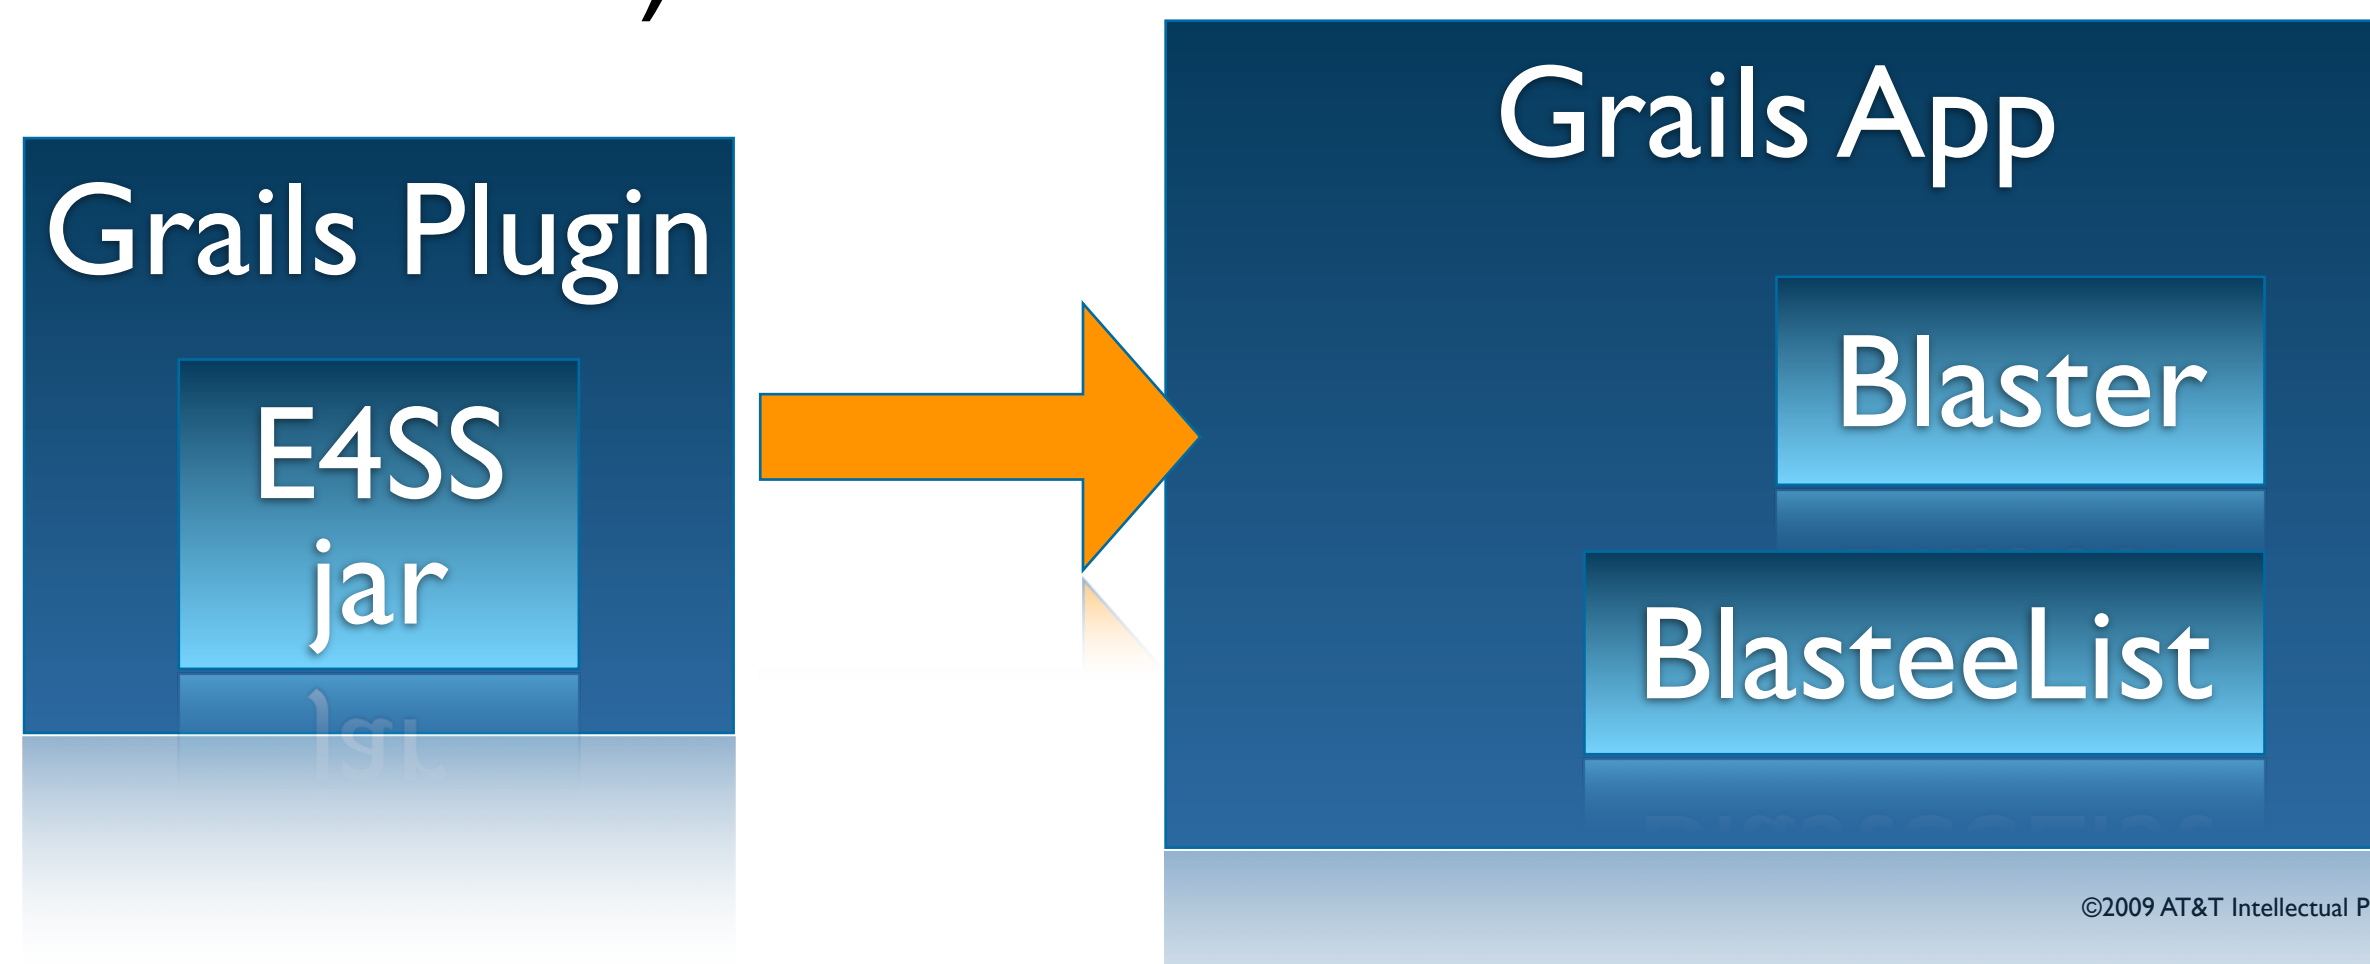 Grails Plugin
E4SS
jar
Grails App
Blaster
BlasteeList
©2009 AT&T Intellectual P